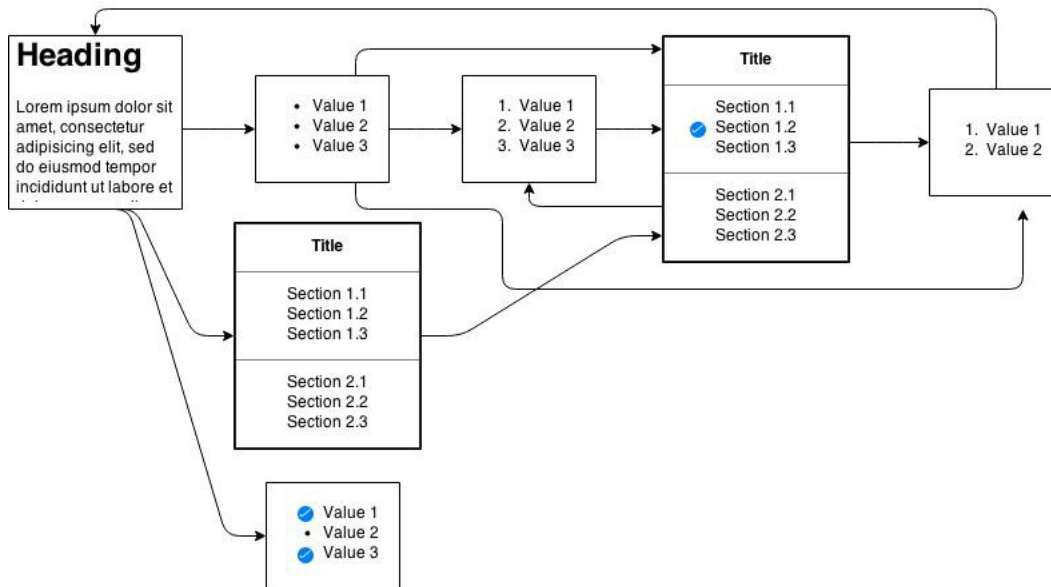 Heading
Lorem ipsum dolor sit
amet, consectetur
adipisicing elit, sed
do eiusmod tempor
incididunt ut labore et
• Value 1
• Value 2
• Value 3
1. Value 1
2. Value 2
3. Value 3
Title
Section 1.1
Section 1.2
Section 1.3
Section 2.1
Section 2.2
Section 2.3
1. Value 1
2. Value 2
Title
Section 1.1
Section 1.2
Section 1.3
Section 2.1
Section 2.2
Section 2.3
Value 1
• Value 2
Value 3